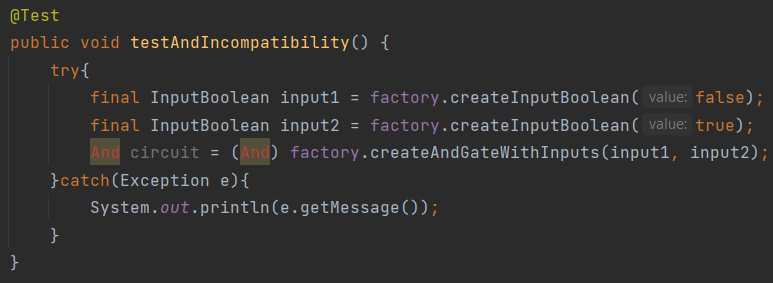 @Test
public void testAndIncompatibility() {
    try{
        final InputBoolean input1 = factory.createInputBoolean( value: false);
        final InputBoolean input2 = factory.createInputBoolean( value: true);
        And circuit = (And) factory.createAndGateWithInputs(input1, input2);
    }catch(Exception e){
        System.out.println(e.getMessage());
    }
}